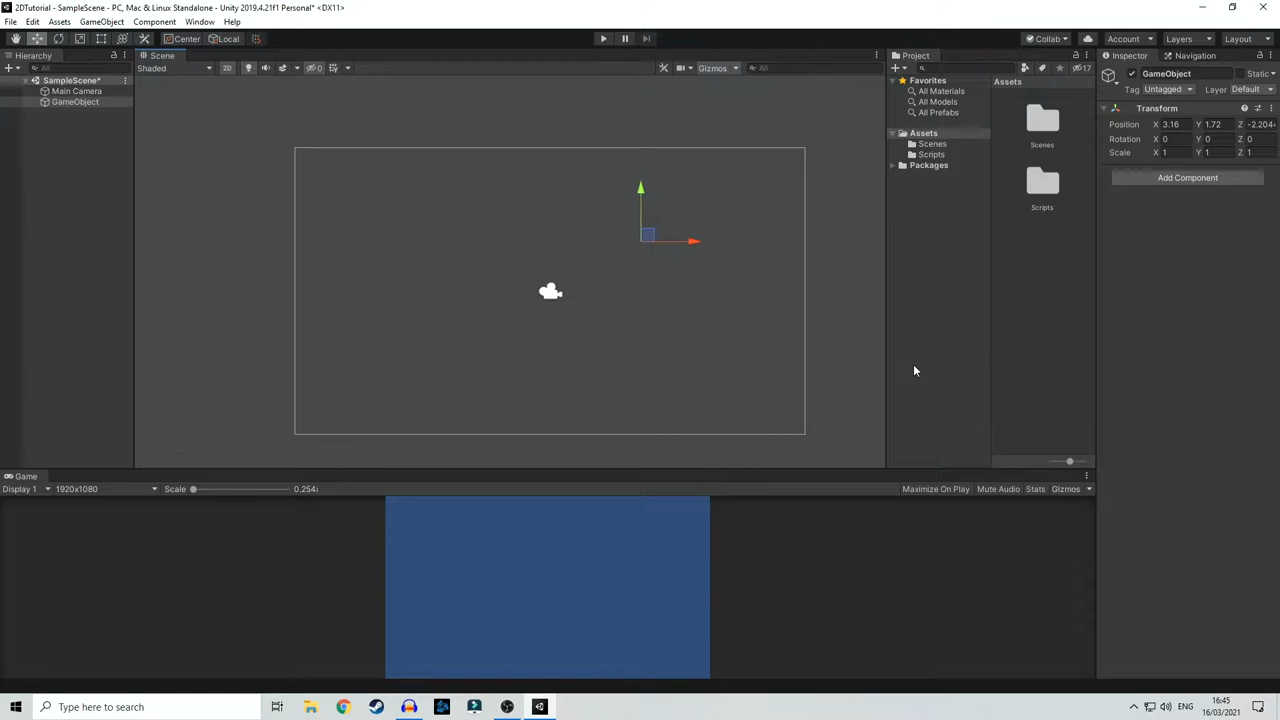 2DTutorial - SampleScene - PC, Mac & Linux Standalone - Unity 2019.4.21f1 Personal* <DX11>
File Edit Assets GameObject Component Window Help
Center Local Collab Account Layers Layout
Hierarchy
All
SampleScene*
Main Camera
GameObject
Scene
Shaded 2D 0 Gizmos All
Project
17
Favorites
All Materials
All Models
All Prefabs
Assets
Scenes
Scripts
Packages
Assets
Scenes
Scripts
Inspector Navigation
GameObject Static
Tag Untagged Layer Default
Transform
Position X 3.16 Y 1.72 Z -2.204
Rotation X 0 Y 0 Z 0
Scale X 1 Y 1 Z 1
Add Component
Game
Display 1 1920x1080 Scale 0.254 Maximize On Play Mute Audio Stats Gizmos
Type here to search
ENG
16:45
16/03/2021